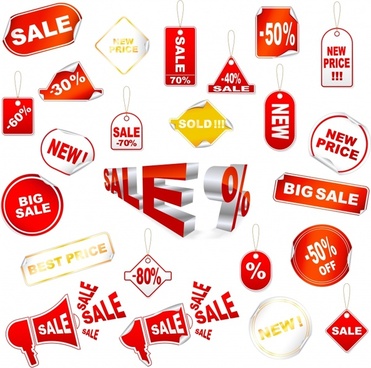 SALE
NEW
PRICE
SALE
70%
-40%
SALE
-50%
NEW
PRICE
!!!
-30%
-60%
SALE
-70%
SOLD!!!
NEW
NEW
PRICE
NEW!
SALE %
BIG SALE
BIG
SALE
BEST PRICE
-80%
%
-50%
OFF
SALE
SALE
SALE
SALE
SALE
SALE
SALE
SALE
NEW!
SALE